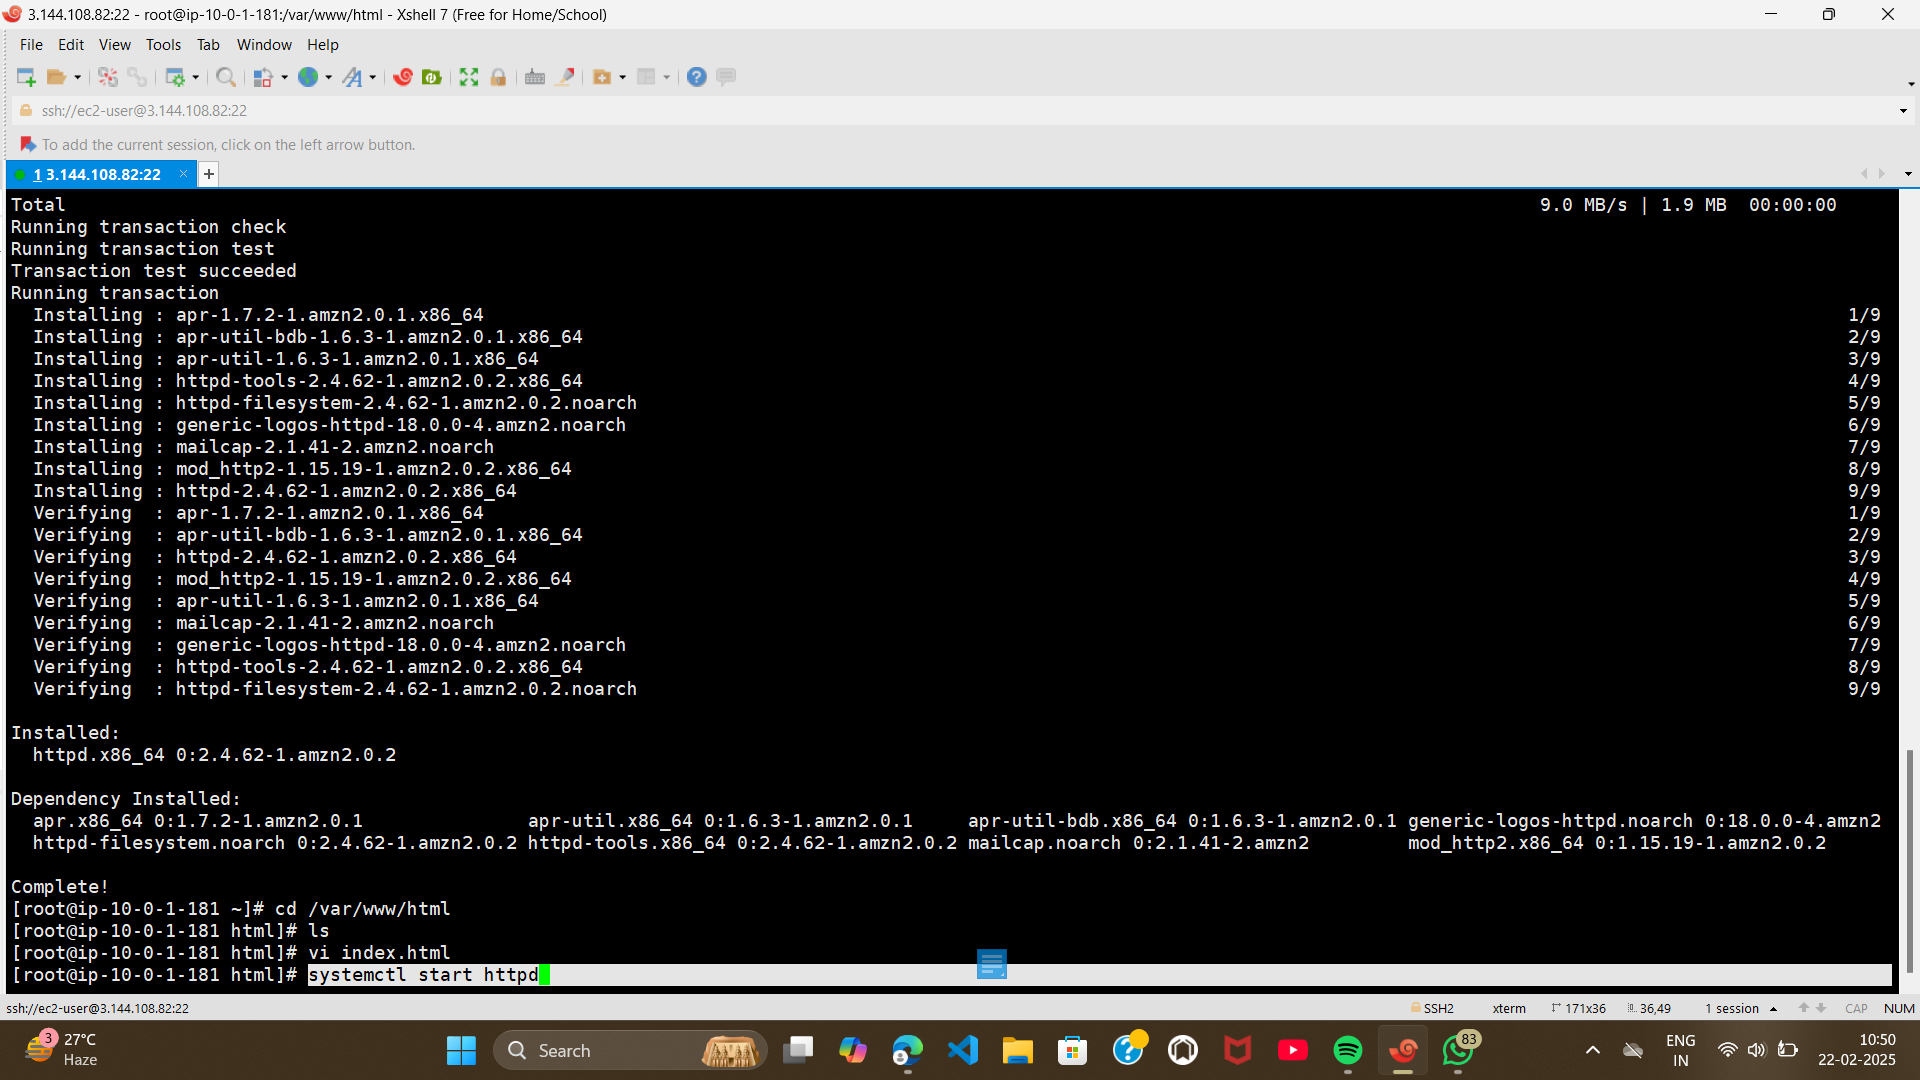 3.144.108.82:22 - root@ip-10-0-1-181:/var/www/html - Xshell 7 (Free for Home/School)
File Edit View Tools Tab Window Help
ssh://ec2-user@3.144.108.82:22
To add the current session, click on the left arrow button.
1 3.144.108.82:22 × +
Total 9.0 MB/s | 1.9 MB 00:00:00
Running transaction check
Running transaction test
Transaction test succeeded
Running transaction
Installing : apr-1.7.2-1.amzn2.0.1.x86_64 1/9
Installing : apr-util-bdb-1.6.3-1.amzn2.0.1.x86_64 2/9
Installing : apr-util-1.6.3-1.amzn2.0.1.x86_64 3/9
Installing : httpd-tools-2.4.62-1.amzn2.0.2.x86_64 4/9
Installing : httpd-filesystem-2.4.62-1.amzn2.0.2.noarch 5/9
Installing : generic-logos-httpd-18.0.0-4.amzn2.noarch 6/9
Installing : mailcap-2.1.41-2.amzn2.noarch 7/9
Installing : mod_http2-1.15.19-1.amzn2.0.2.x86_64 8/9
Installing : httpd-2.4.62-1.amzn2.0.2.x86_64 9/9
Verifying : apr-1.7.2-1.amzn2.0.1.x86_64 1/9
Verifying : apr-util-bdb-1.6.3-1.amzn2.0.1.x86_64 2/9
Verifying : httpd-2.4.62-1.amzn2.0.2.x86_64 3/9
Verifying : mod_http2-1.15.19-1.amzn2.0.2.x86_64 4/9
Verifying : apr-util-1.6.3-1.amzn2.0.1.x86_64 5/9
Verifying : mailcap-2.1.41-2.amzn2.noarch 6/9
Verifying : generic-logos-httpd-18.0.0-4.amzn2.noarch 7/9
Verifying : httpd-tools-2.4.62-1.amzn2.0.2.x86_64 8/9
Verifying : httpd-filesystem-2.4.62-1.amzn2.0.2.noarch 9/9
Installed:
httpd.x86_64 0:2.4.62-1.amzn2.0.2
Dependency Installed:
apr.x86_64 0:1.7.2-1.amzn2.0.1 apr-util.x86_64 0:1.6.3-1.amzn2.0.1 apr-util-bdb.x86_64 0:1.6.3-1.amzn2.0.1 generic-logos-httpd.noarch 0:18.0.0-4.amzn2
httpd-filesystem.noarch 0:2.4.62-1.amzn2.0.2 httpd-tools.x86_64 0:2.4.62-1.amzn2.0.2 mailcap.noarch 0:2.1.41-2.amzn2 mod_http2.x86_64 0:1.15.19-1.amzn2.0.2
Complete!
[root@ip-10-0-1-181 ~]# cd /var/www/html
[root@ip-10-0-1-181 html]# ls
[root@ip-10-0-1-181 html]# vi index.html
[root@ip-10-0-1-181 html]# systemctl start httpd
ssh://ec2-user@3.144.108.82:22 SSH2 xterm 171x36 36,49 1 session CAP NUM
3 27°C Search 83 ENG 10:50
Haze IN 22-02-2025